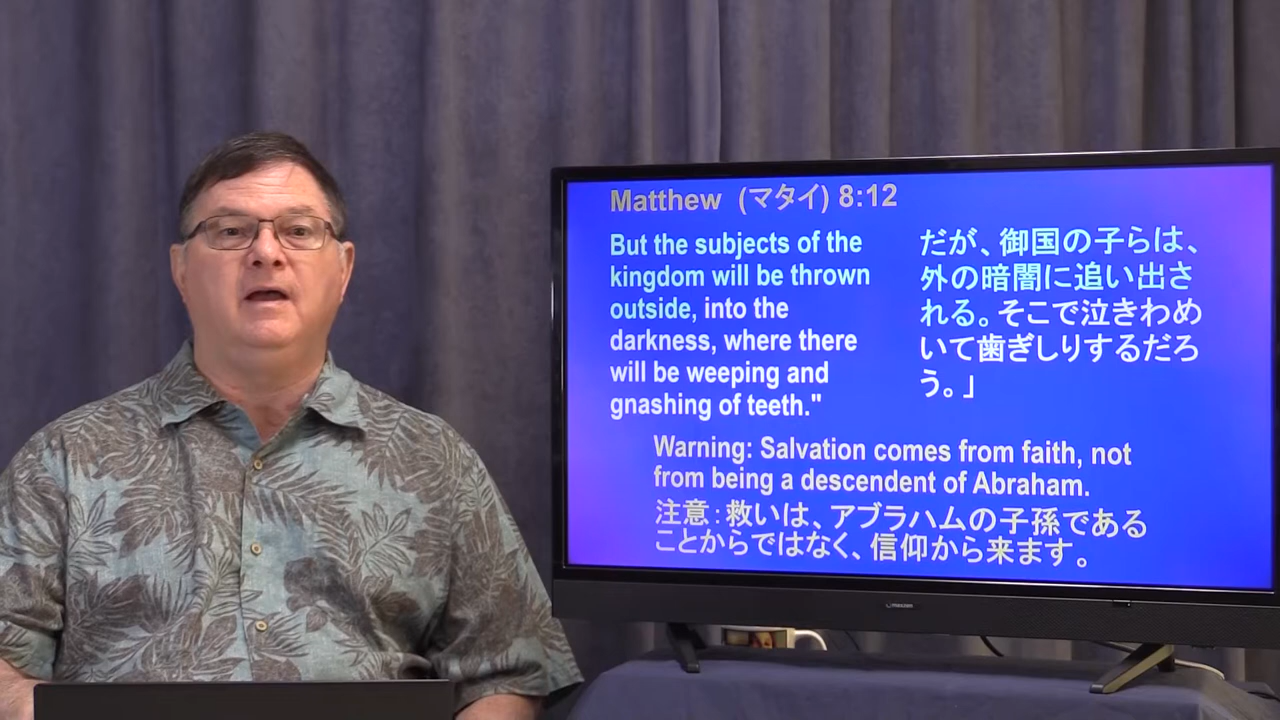 Matthew (マタイ) 8:12
But the subjects of the
kingdom will be thrown
outside, into the
darkness, where there
will be weeping and
gnashing of teeth."
だが、御国の子らは、
外の暗闇に追い出さ
れる。そこで泣きわめ
いて歯ぎしりするだろ
う。」
Warning: Salvation comes from faith, not
from being a descendent of Abraham.
注意：救いは、アブラハムの子孫である
ことからではなく、信仰から来ます。
maxzen